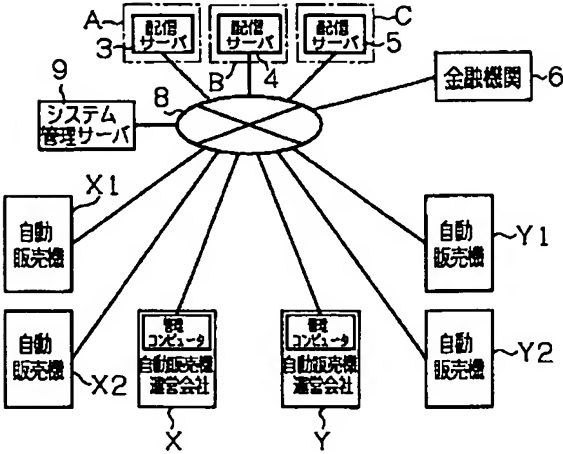 A
配信
サーバ
3
配信
サーバ
B
4
配信
サーバ
C
5
金融機関
6
9
システム
管理サーバ
8
X1
自動
販売機
自動
販売機
Y1
自動
販売機
X2
管理
コンピュータ
自動販売機
運営会社
X
管理
コンピュータ
自動販売機
運営会社
Y
自動
販売機
Y2